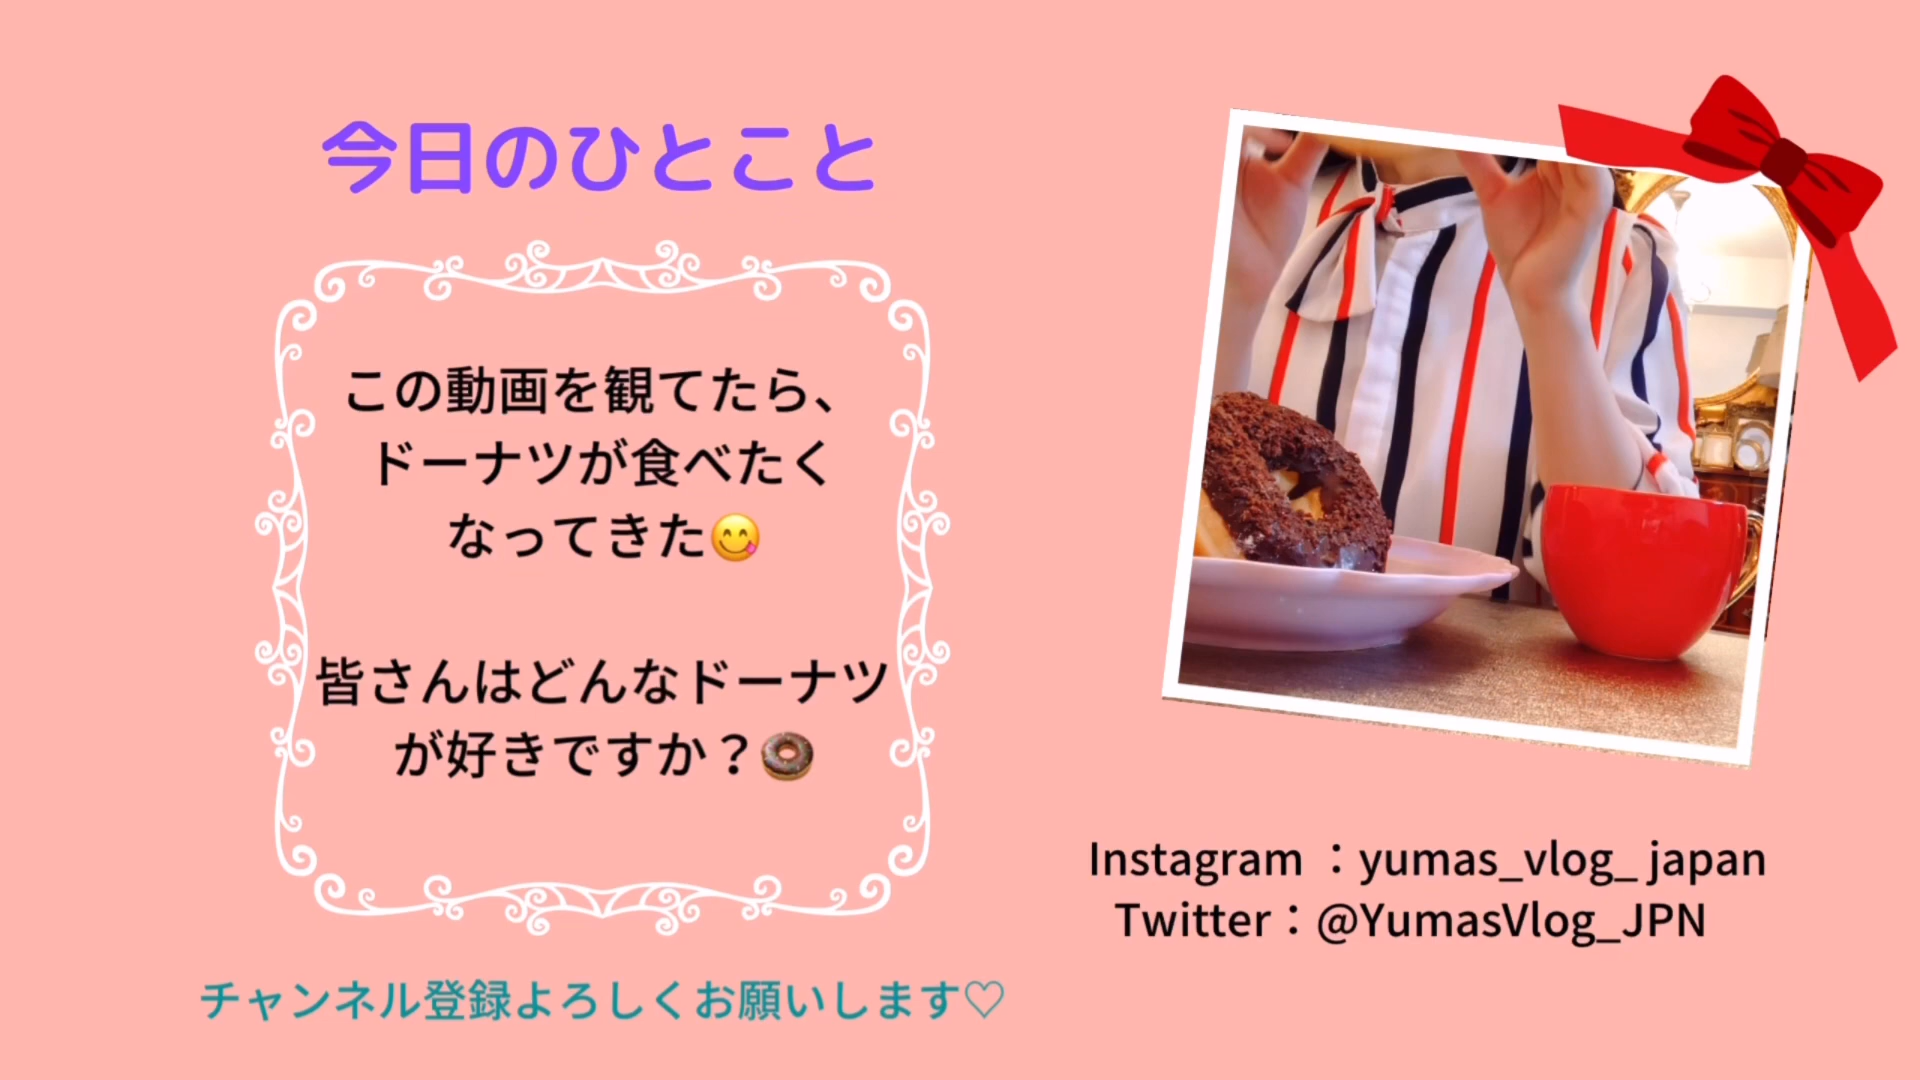 今日のひとこと
この動画を観てたら、
ドーナツが食べたく
なってきた😋
皆さんはどんなドーナツ
が好きですか？🍩
チャンネル登録よろしくお願いします♡
Instagram ：yumas_vlog_japan
Twitter：@YumasVlog_JPN